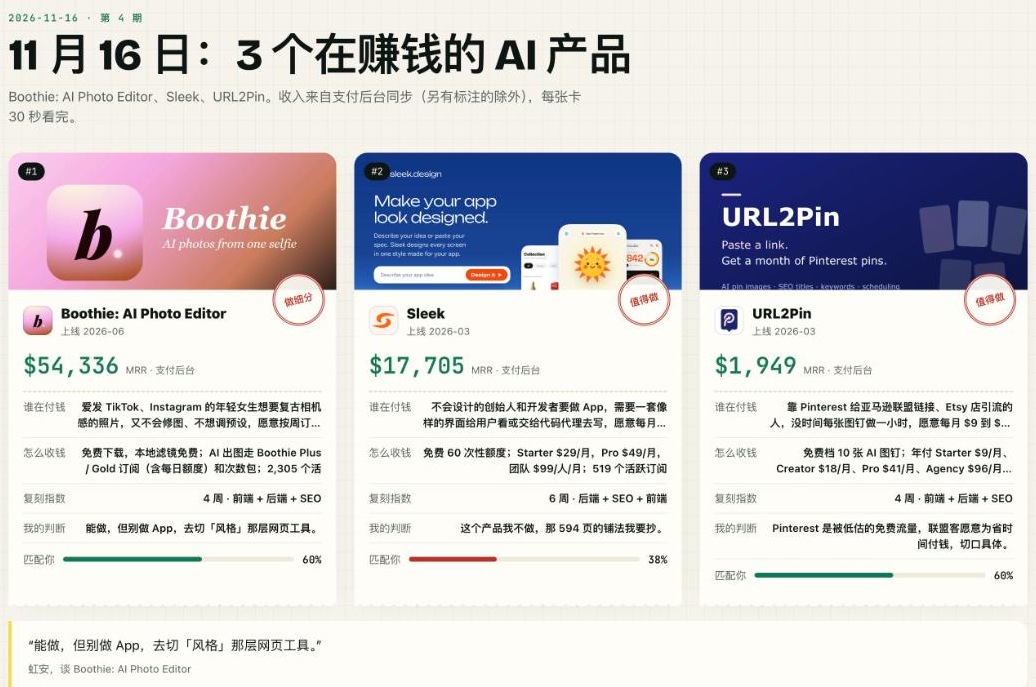 2026-11-16 · 第 4 期
11 月 16 日：3 个在赚钱的 AI 产品
Boothie: AI Photo Editor、Sleek、URL2Pin。收入来自支付后台同步（另有标注的除外），每张卡
30 秒看完。
#1
b
Boothie
AI photos from one selfie
做细分
b
Boothie: AI Photo Editor
上线 2026-06
$54,336 MRR · 支付后台
谁在付钱 爱发 TikTok、Instagram 的年轻女生想要复古相机
感的照片，又不会修图、不想调预设，愿意按周订...
怎么收钱 免费下载，本地滤镜免费；AI 出图走 Boothie Plus
/ Gold 订阅（含每日额度）和次数包；2,305 个活
复刻指数 4 周 · 前端 + 后端 + SEO
我的判断 能做，但别做 App，去切「风格」那层网页工具。
匹配你 60%
#2
sleek.design
Make your app
look designed.
Describe your idea or paste your
spec. Sleek designs every screen
in one style made for your app.
Describe your app idea
Design it
Collection
842
值得做
Sleek
上线 2026-03
$17,705 MRR · 支付后台
谁在付钱 不会设计的创始人和开发者要做 App，需要一套像
样的界面给用户看或交给代码代理去写，愿意每月...
怎么收钱 免费 60 次性额度；Starter $29/月，Pro $49/月，
团队 $99/人/月；519 个活跃订阅
复刻指数 6 周 · 后端 + SEO + 前端
我的判断 这个产品我不做，那 594 页的铺法我要抄。
匹配你 38%
#3
URL2Pin
Paste a link.
Get a month of Pinterest pins.
AI pin images · SEO titles · keywords · scheduling
值得做
URL2Pin
上线 2026-03
$1,949 MRR · 支付后台
谁在付钱 靠 Pinterest 给亚马逊联盟链接、Etsy 店引流的
人，没时间每张图钉做一小时，愿意每月 $9 到 $...
怎么收钱 免费档 10 张 AI 图钉；年付 Starter $9/月、
Creator $18/月、Pro $41/月、Agency $96/月...
复刻指数 4 周 · 前端 + 后端 + SEO
我的判断 Pinterest 是被低估的免费流量，联盟客愿意为省时
间付钱，切口具体。
匹配你 60%
“能做，但别做 App，去切「风格」那层网页工具。”
虹安，谈 Boothie: AI Photo Editor